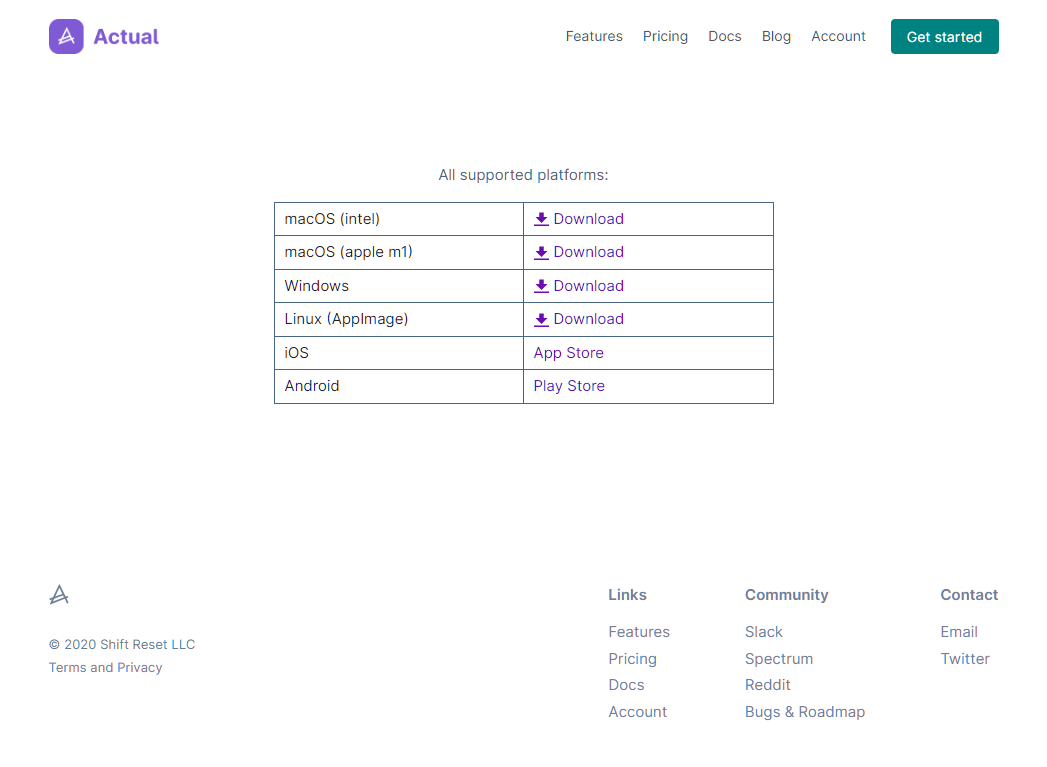 Actual
Features Pricing Docs Blog Account Get started
All supported platforms:
macOS (intel) Download
macOS (apple m1) Download
Windows Download
Linux (AppImage) Download
iOS App Store
Android Play Store
Links Community Contact
Features Slack Email
Pricing Spectrum Twitter
Docs Reddit
Account Bugs & Roadmap
© 2020 Shift Reset LLC
Terms and Privacy